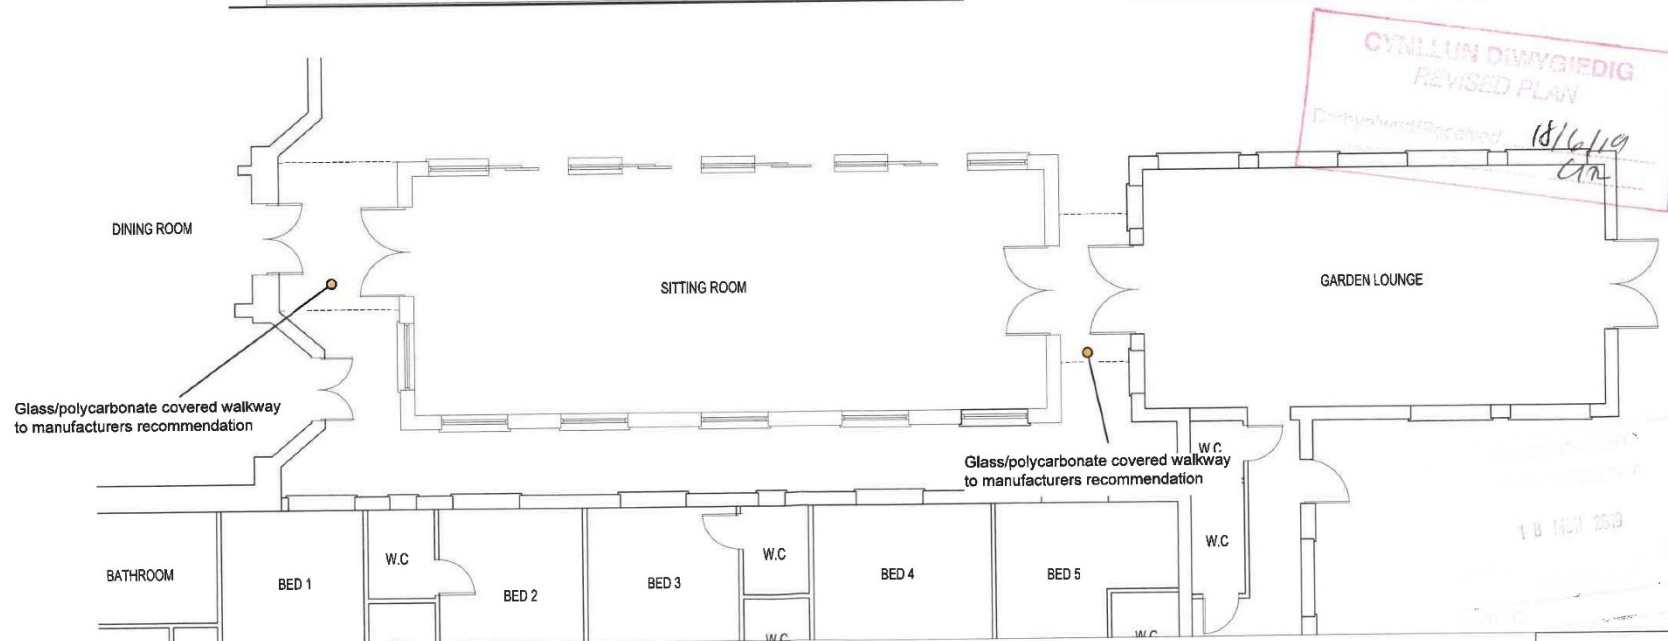 CYNLLUN DIWYGIEDIG
REVISED PLAN
18/6/19
DINING ROOM
SITTING ROOM
GARDEN LOUNGE
Glass/polycarbonate covered walkway
to manufacturers recommendation
Glass/polycarbonate covered walkway
to manufacturers recommendation
W.C
W.C
BATHROOM
BED 1
W.C
BED 2
BED 3
W.C
BED 4
BED 5
W.C
W.C